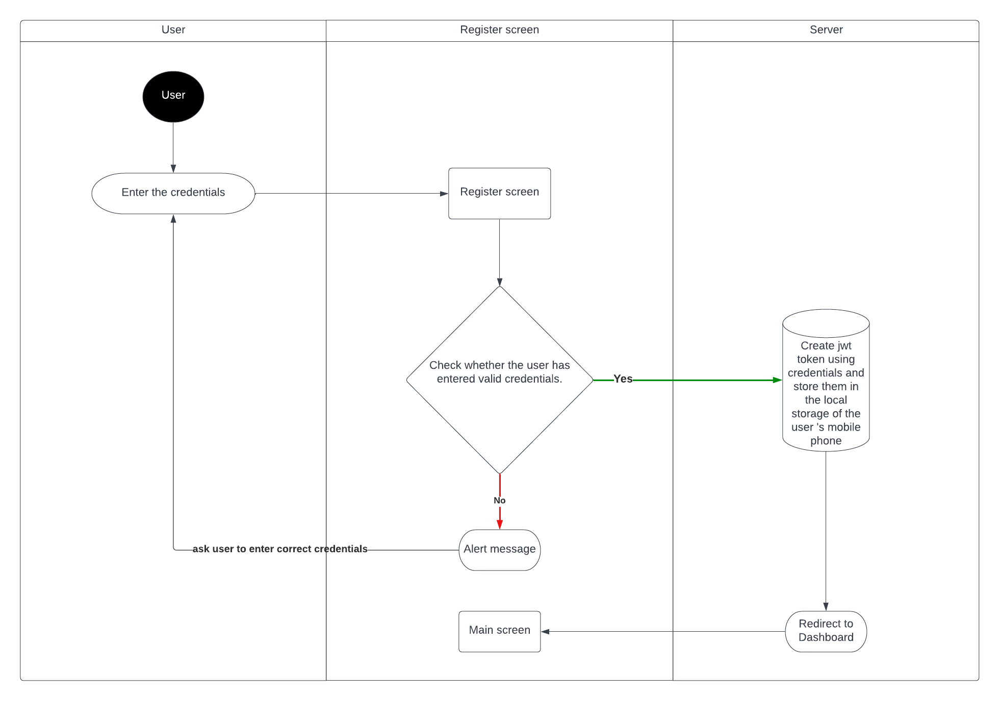 User
Register screen
Server
User
Enter the credentials
Register screen
Check whether the user has
entered valid credentials.
Yes
Create jwt
token using
credentials and
store them in
the local
storage of the
user 's mobile
phone
No
Alert message
ask user to enter correct credentials
Main screen
Redirect to
Dashboard